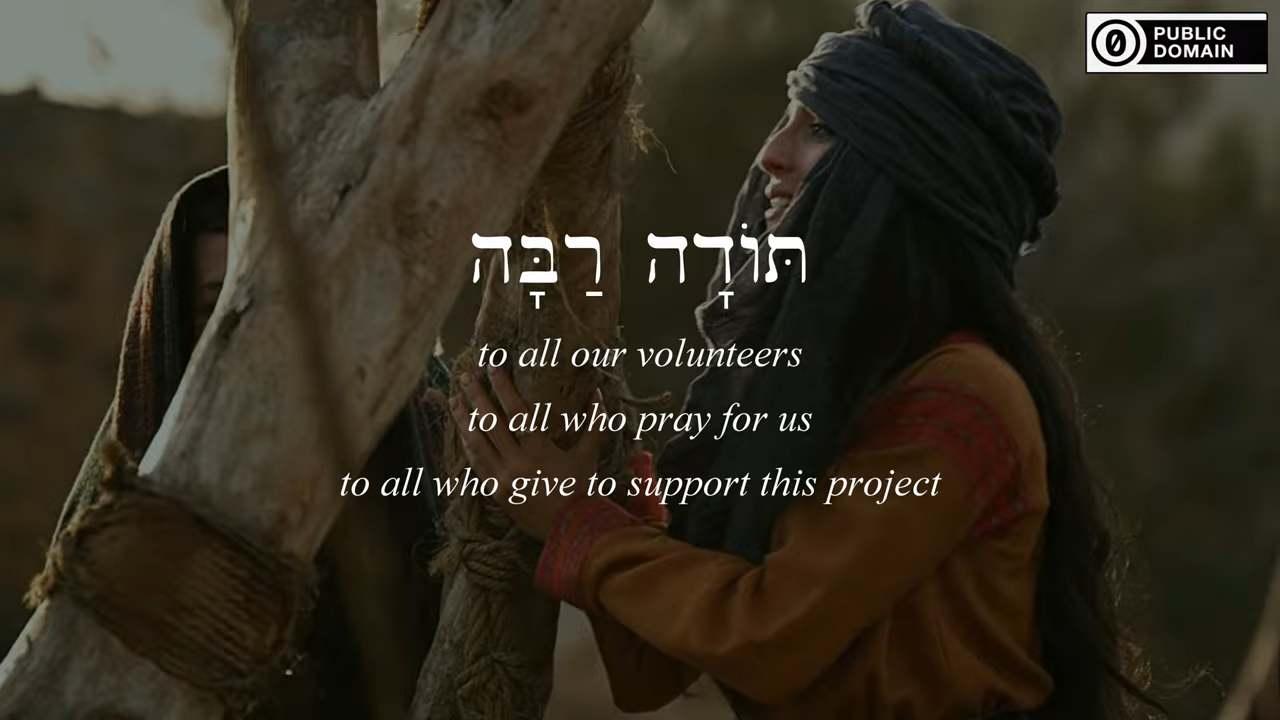 PUBLIC
DOMAIN
תּוֹדָה רַבָּה
to all our volunteers
to all who pray for us
to all who give to support this project